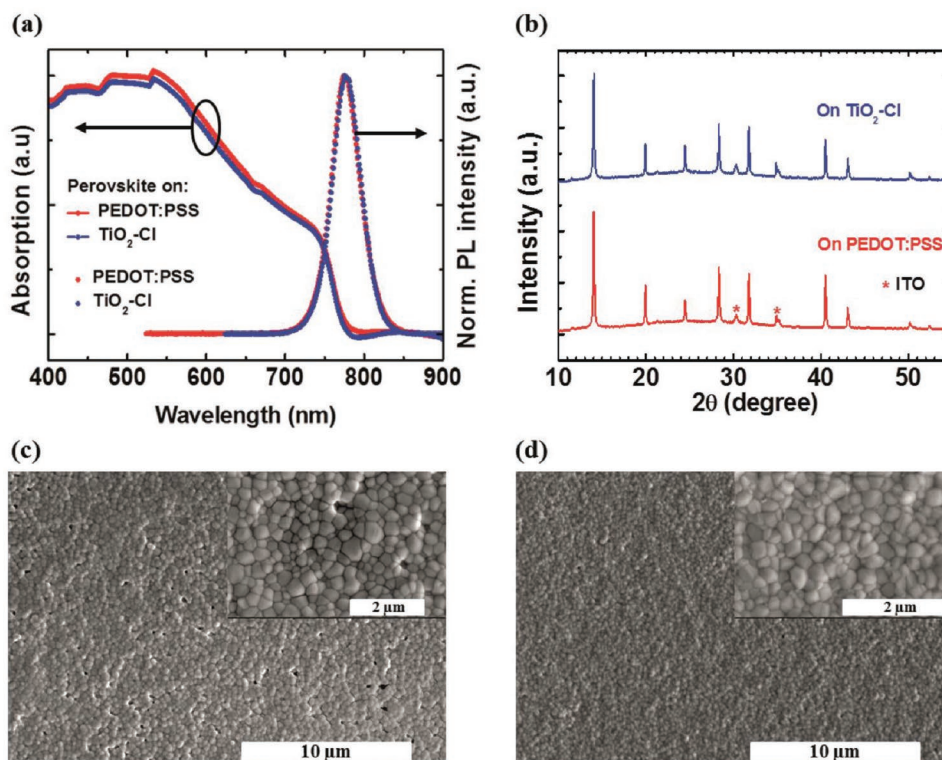 (a)
Absorption (a.u)
Norm. PL intensity (a.u.)
Perovskite on:
PEDOT:PSS
TiO₂-Cl
PEDOT:PSS
TiO₂-Cl
400 500 600 700 800 900
Wavelength (nm)
(b)
Intensity (a.u.)
On TiO₂-Cl
On PEDOT:PSS
* ITO
* *
10 20 30 40 50
2θ (degree)
(c)
2 µm
10 µm
(d)
2 µm
10 µm